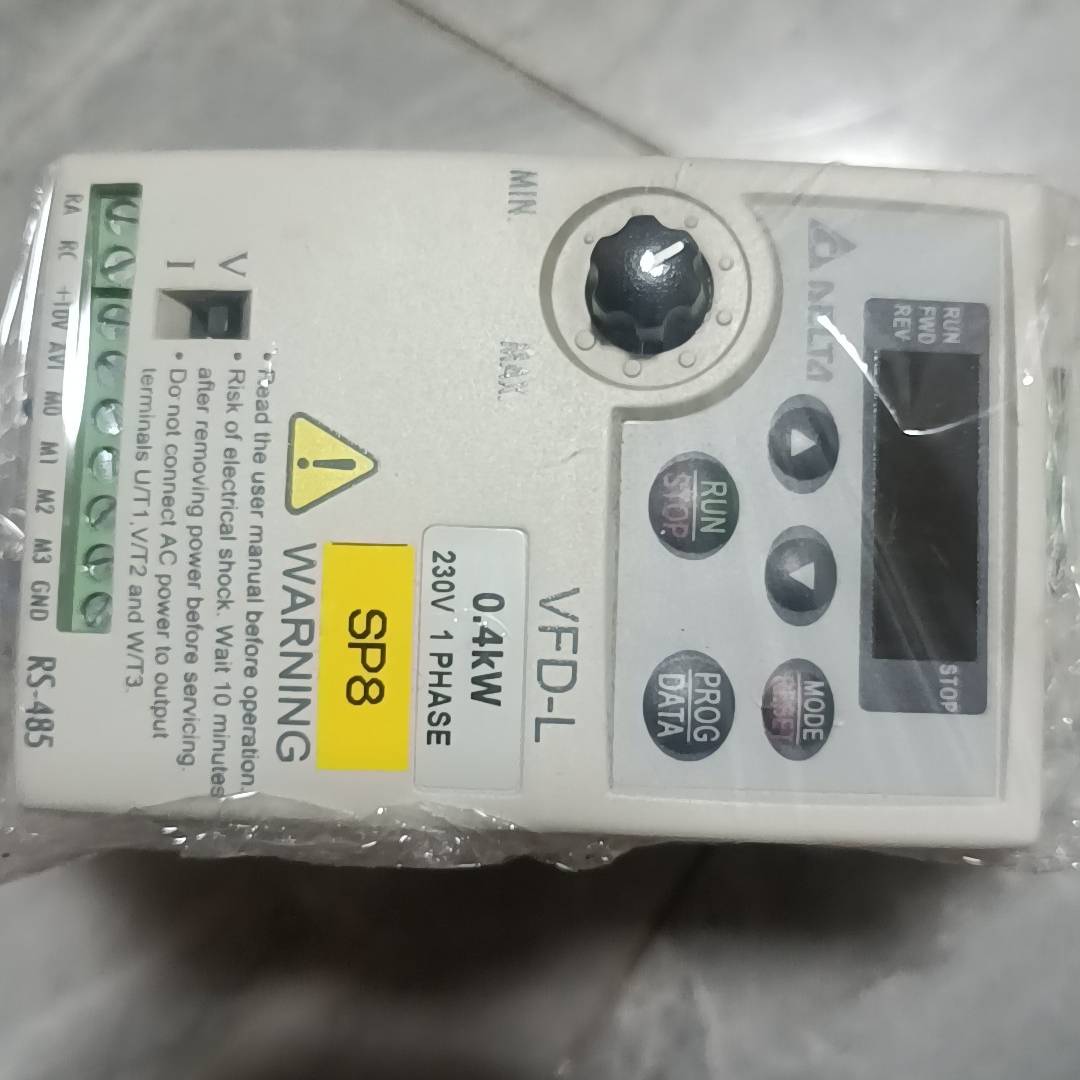 RUN
FWD
REV
STOP
DELTA
MODE
RESET
RUN
STOP
PROG
DATA
MIN.
MAX.
VFD-L
0.4kW
230V 1 PHASE
SP8
WARNING
• Read the user manual before operation.
• Risk of electrical shock. Wait 10 minutes
after removing power before servicing.
• Do not connect AC power to output
terminals U/T1,V/T2 and W/T3.
V
I
RA RC +10V AVI M0 M1 M2 M3 GND RS-485